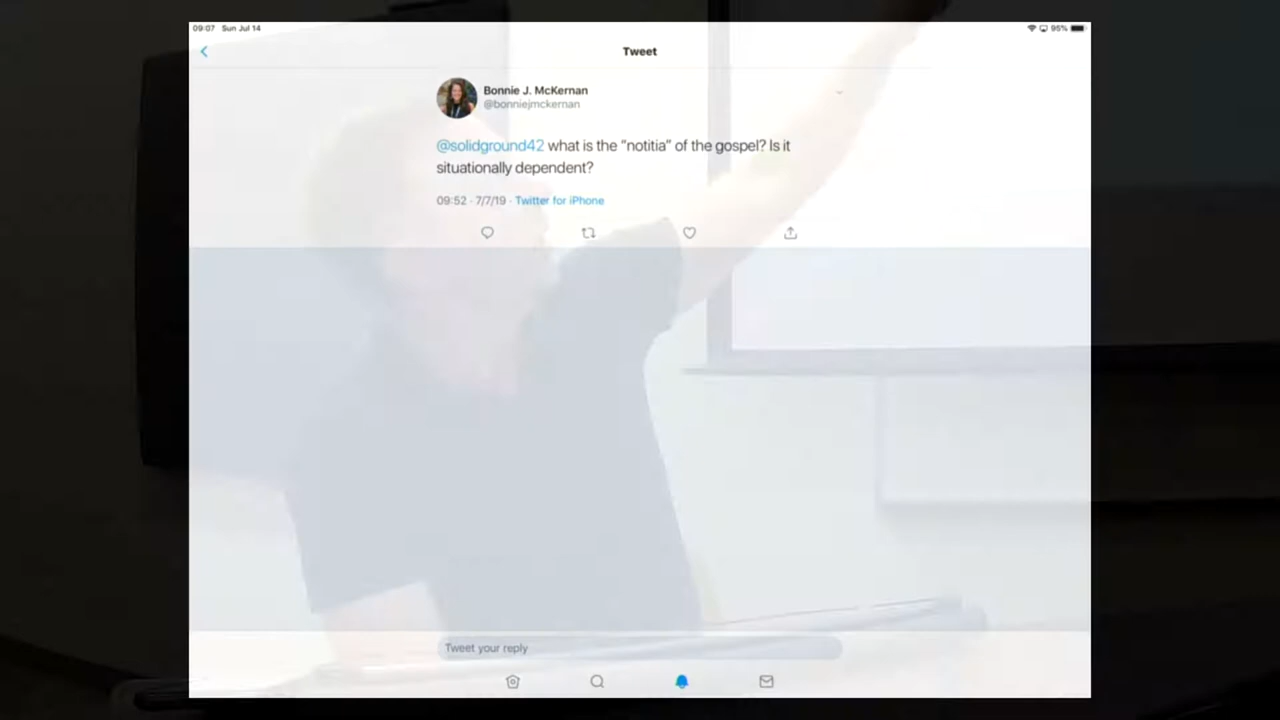 09:07 Sun Jul 14
95%
Tweet
Bonnie J. McKernan
@bonniejmckernan
@solidground42 what is the “notitia” of the gospel? Is it
situationally dependent?
09:52 · 7/7/19 · Twitter for iPhone
Tweet your reply